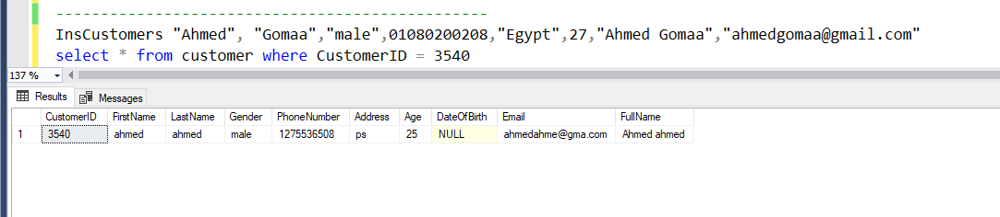 ------------------------------------------------
InsCustomers "Ahmed", "Gomaa","male",01080200208,"Egypt",27,"Ahmed Gomaa","ahmedgomaa@gmail.com"
select * from customer where CustomerID = 3540
137 %
Results Messages
CustomerID FirstName LastName Gender PhoneNumber Address Age DateOfBirth Email FullName
1 3540 ahmed ahmed male 1275536508 ps 25 NULL ahmedahme@gma.com Ahmed ahmed